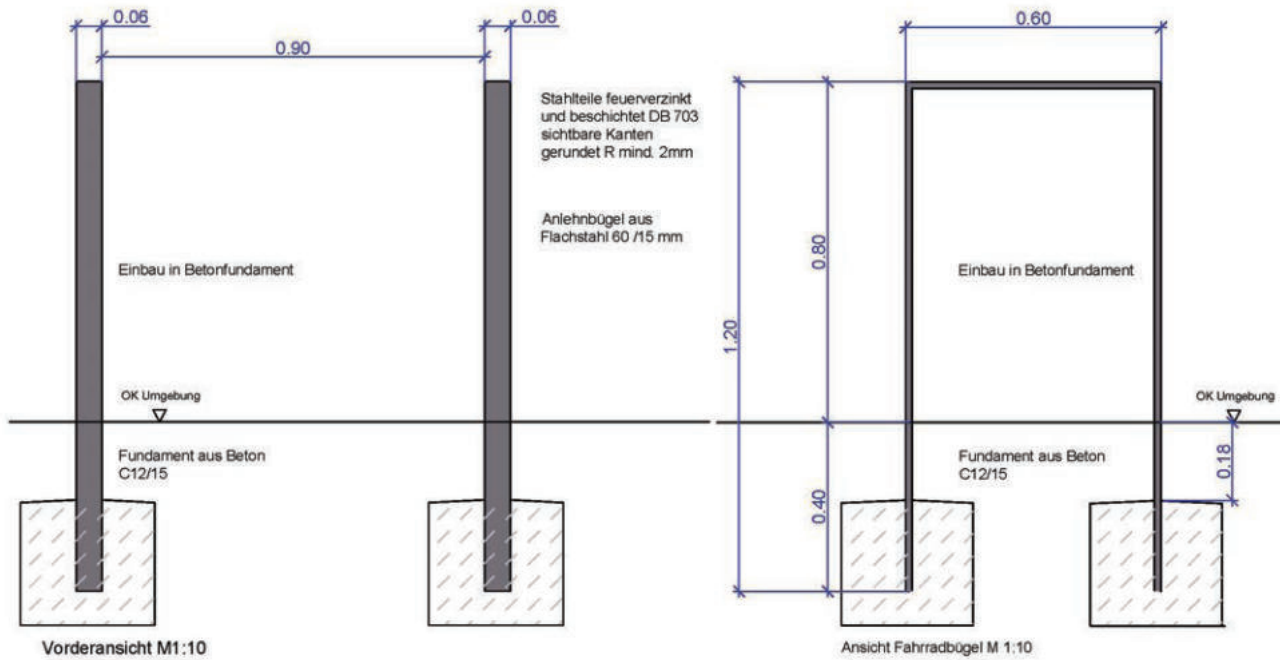 0.06
0.06
0.90
Stahlteile feuerverzinkt
und beschichtet DB 703
sichtbare Kanten
gerundet R mind. 2mm
Anlehnbügel aus
Flachstahl 60 /15 mm
Einbau in Betonfundament
OK Umgebung
Fundament aus Beton
C12/15
Vorderansicht M1:10
0.60
0.80
1.20
Einbau in Betonfundament
OK Umgebung
Fundament aus Beton
C12/15
0.18
0.40
Ansicht Fahrradbügel M 1:10